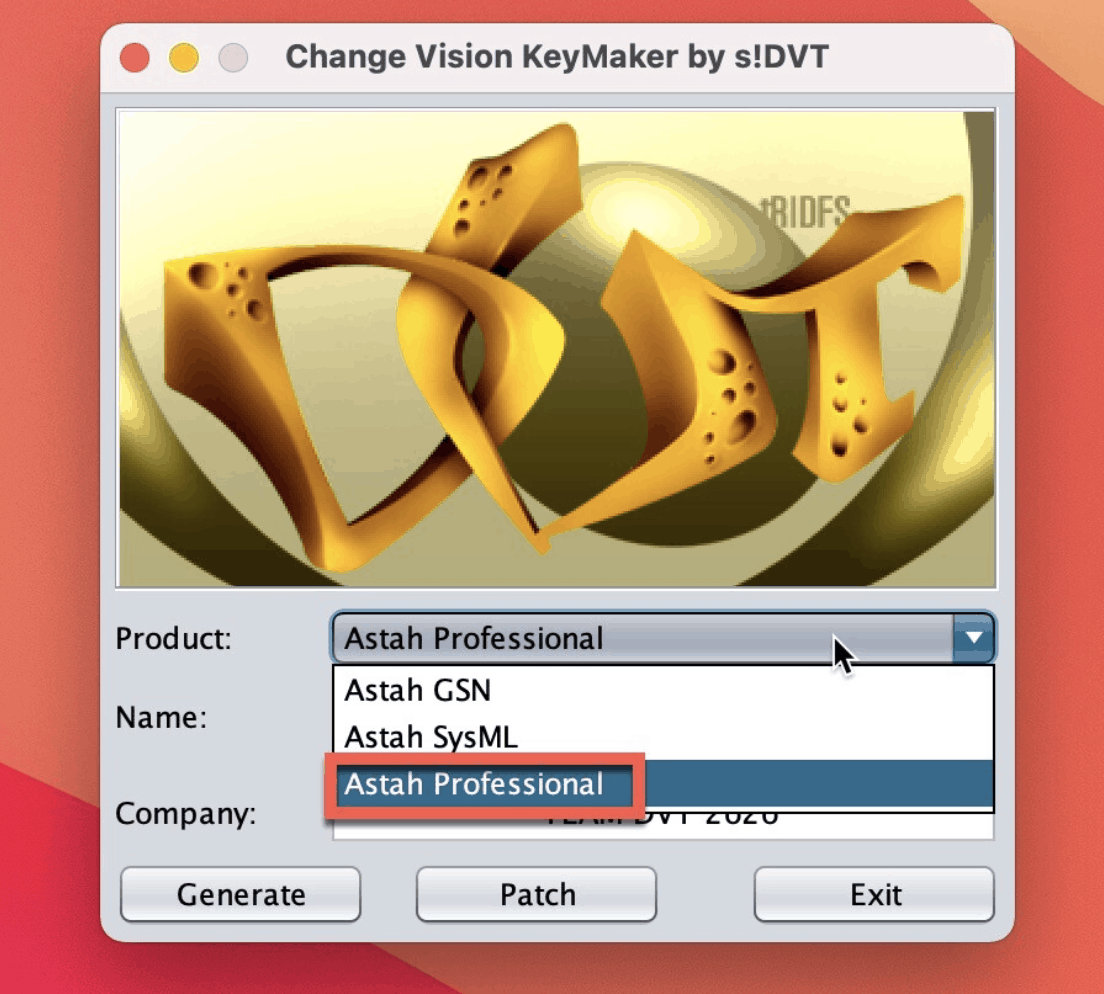 Change Vision KeyMaker by s!DVT
tRIDFS
DVT
Product:
Astah Professional
Astah GSN
Astah SysML
Astah Professional
Name:
Company:
TEAM DVT 2020
Generate
Patch
Exit